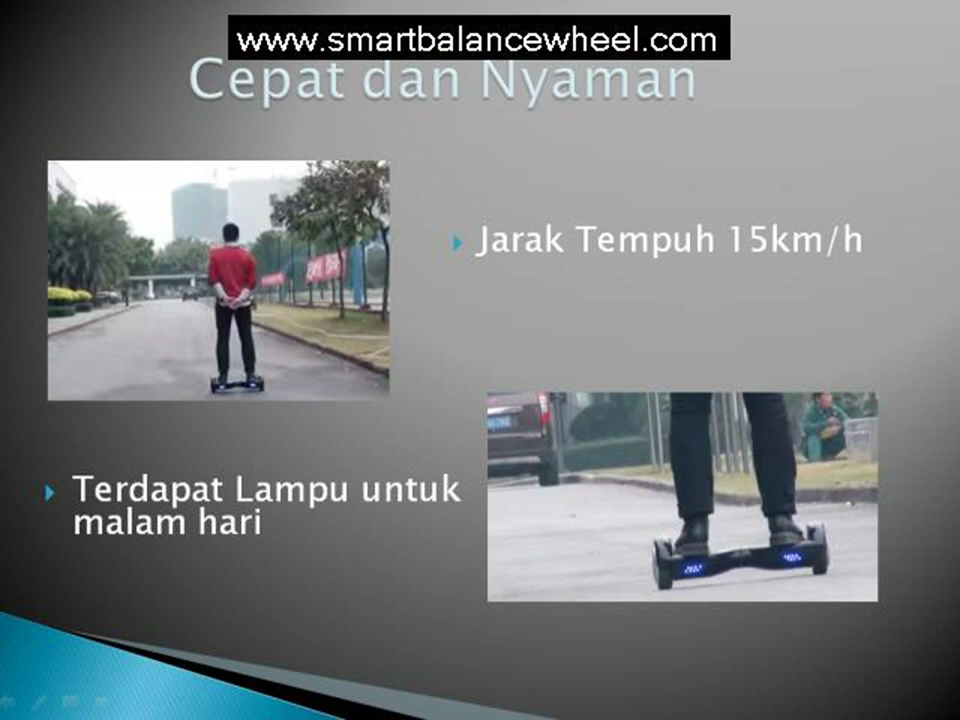 www.smartbalancewheel.com
Cepat dan Nyaman
Jarak Tempuh 15km/h
Terdapat Lampu untuk
malam hari